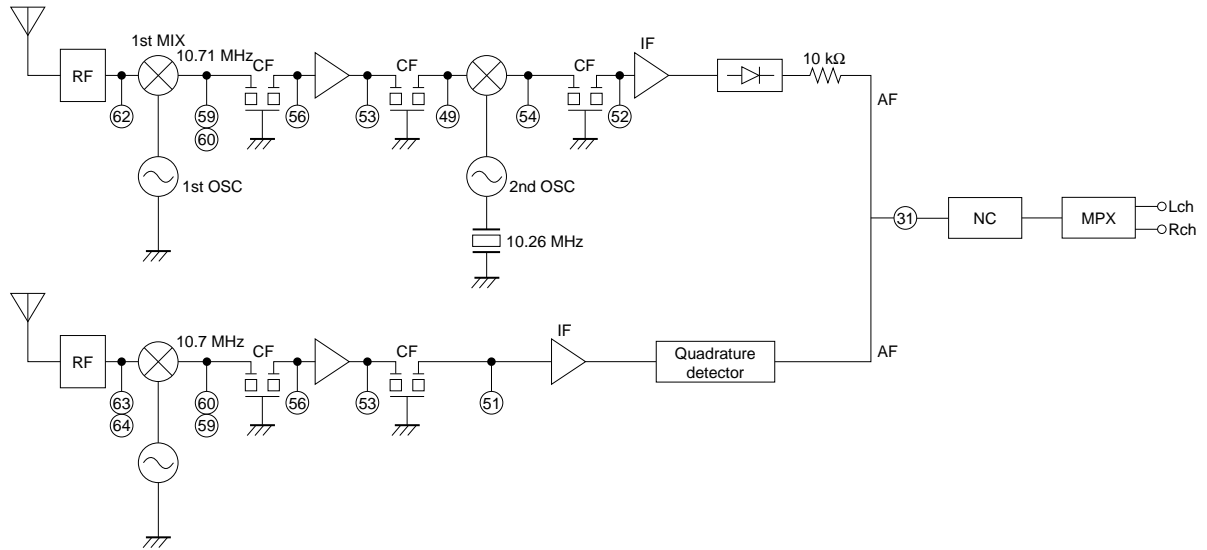 1st MIX
10.71 MHz
RF
CF
CF
CF
IF
10 kΩ
AF
62
59
60
56
53
49
54
52
1st OSC
2nd OSC
10.26 MHz
31
NC
MPX
Lch
Rch
10.7 MHz
RF
CF
CF
IF
Quadrature
detector
AF
63
64
60
59
56
53
51